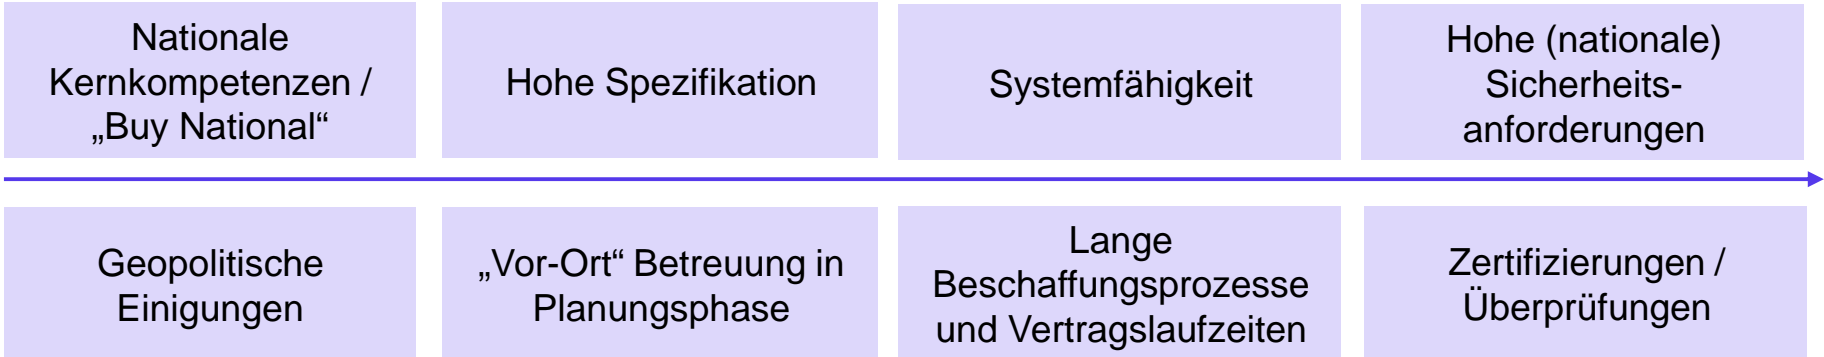 Nationale
Kernkompetenzen /
„Buy National“
Hohe Spezifikation
Systemfähigkeit
Hohe (nationale)
Sicherheits-
anforderungen
Geopolitische
Einigungen
„Vor-Ort“ Betreuung in
Planungsphase
Lange
Beschaffungsprozesse
und Vertragslaufzeiten
Zertifizierungen /
Überprüfungen